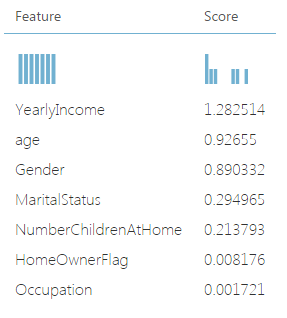 Feature Score
YearlyIncome 1.282514
age 0.92655
Gender 0.890332
MaritalStatus 0.294965
NumberChildrenAtHome 0.213793
HomeOwnerFlag 0.008176
Occupation 0.001721